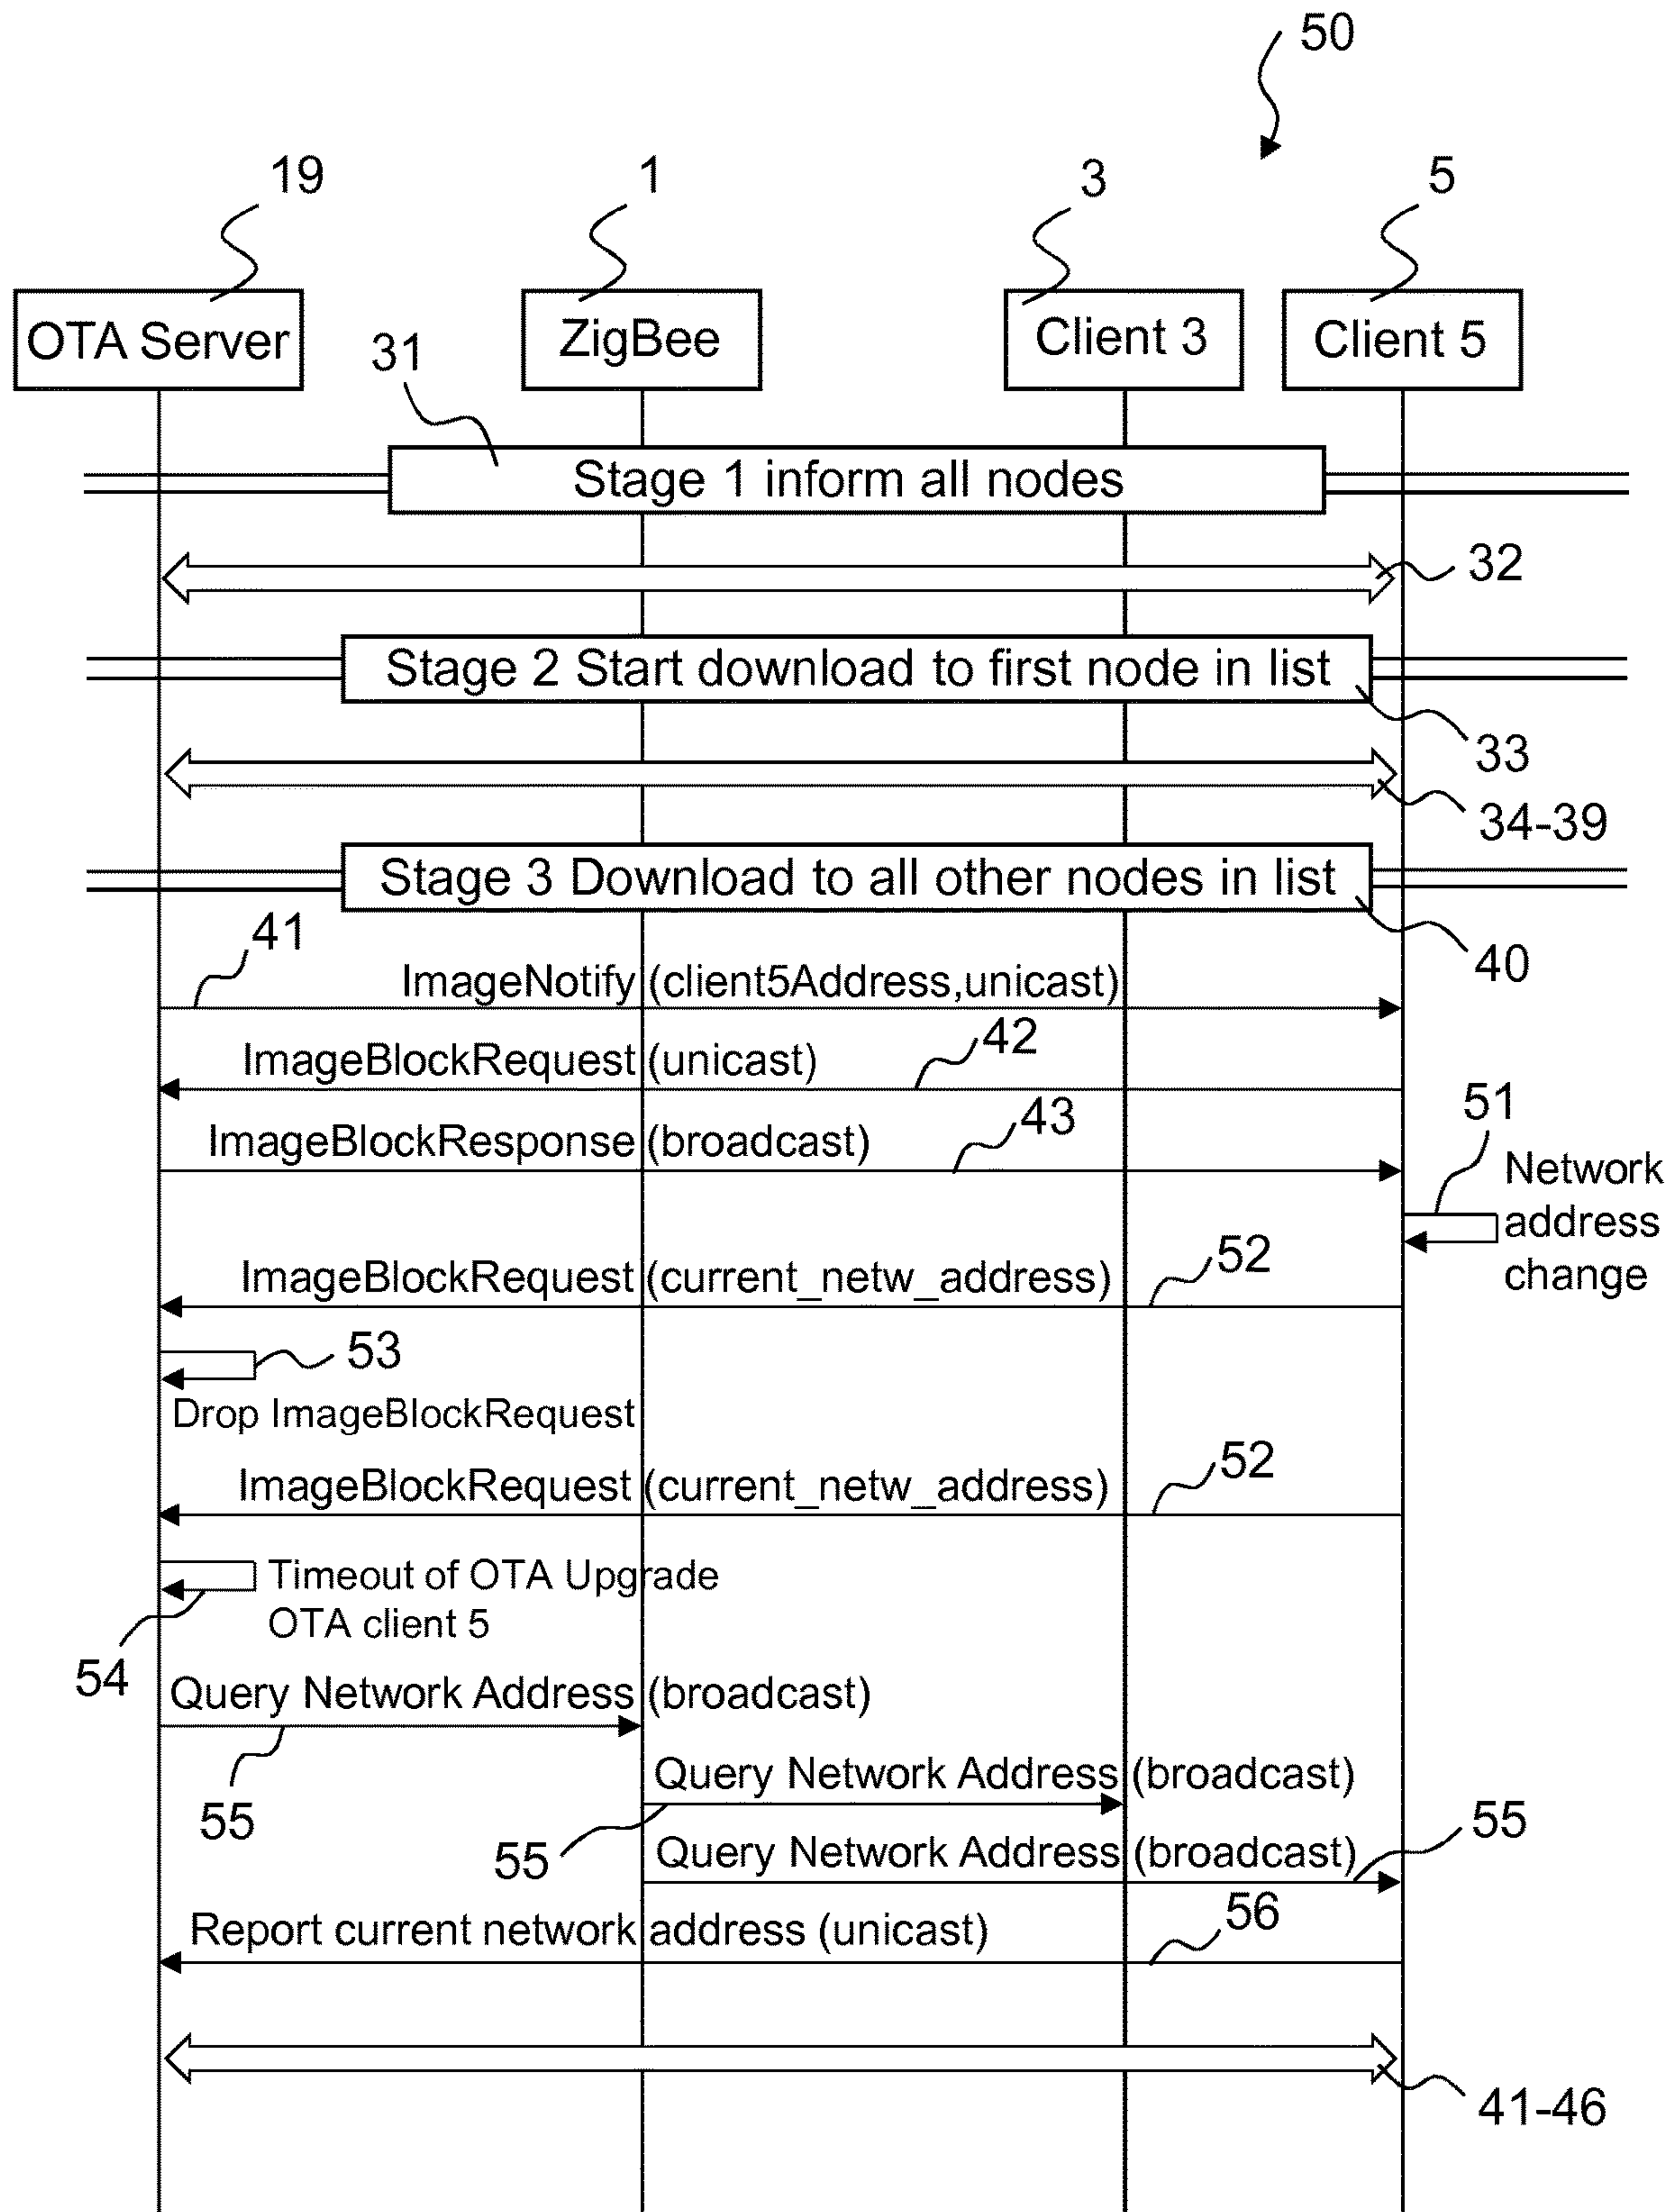 50
19
1
3
5
OTA Server
ZigBee
Client 3
Client 5
31
Stage 1 inform all nodes
32
Stage 2 Start download to first node in list
33
34-39
Stage 3 Download to all other nodes in list
40
41
ImageNotify (client5Address,unicast)
42
ImageBlockRequest (unicast)
43
ImageBlockResponse (broadcast)
51
Network
address
change
52
ImageBlockRequest (current_netw_address)
53
Drop ImageBlockRequest
52
ImageBlockRequest (current_netw_address)
Timeout of OTA Upgrade
OTA client 5
54
Query Network Address (broadcast)
55
Query Network Address (broadcast)
55
Query Network Address (broadcast)
55
56
Report current network address (unicast)
41-46